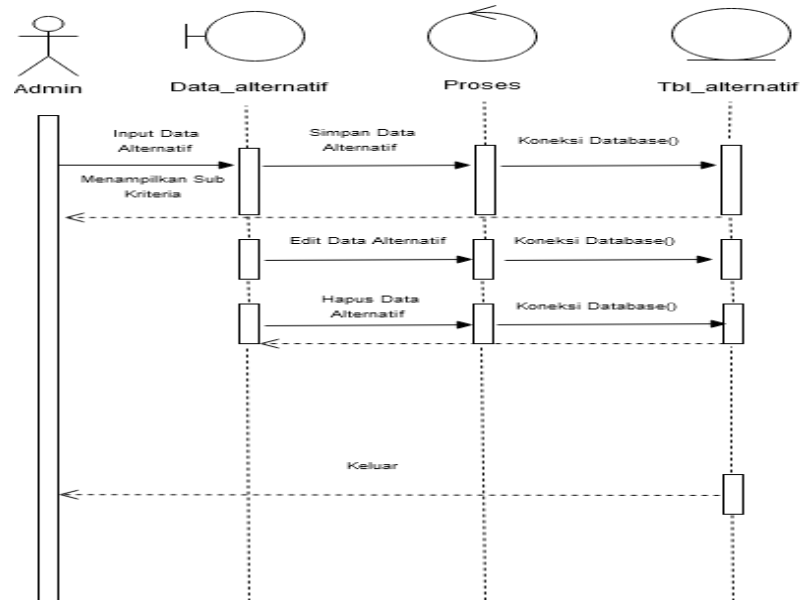 Admin
Data_alternatif
Proses
Tbl_alternatif
Input Data
Alternatif
Simpan Data
Alternatif
Koneksi Database()
Menampilkan Sub
Kriteria
Edit Data Alternatif
Koneksi Database()
Hapus Data
Alternatif
Koneksi Database()
Keluar